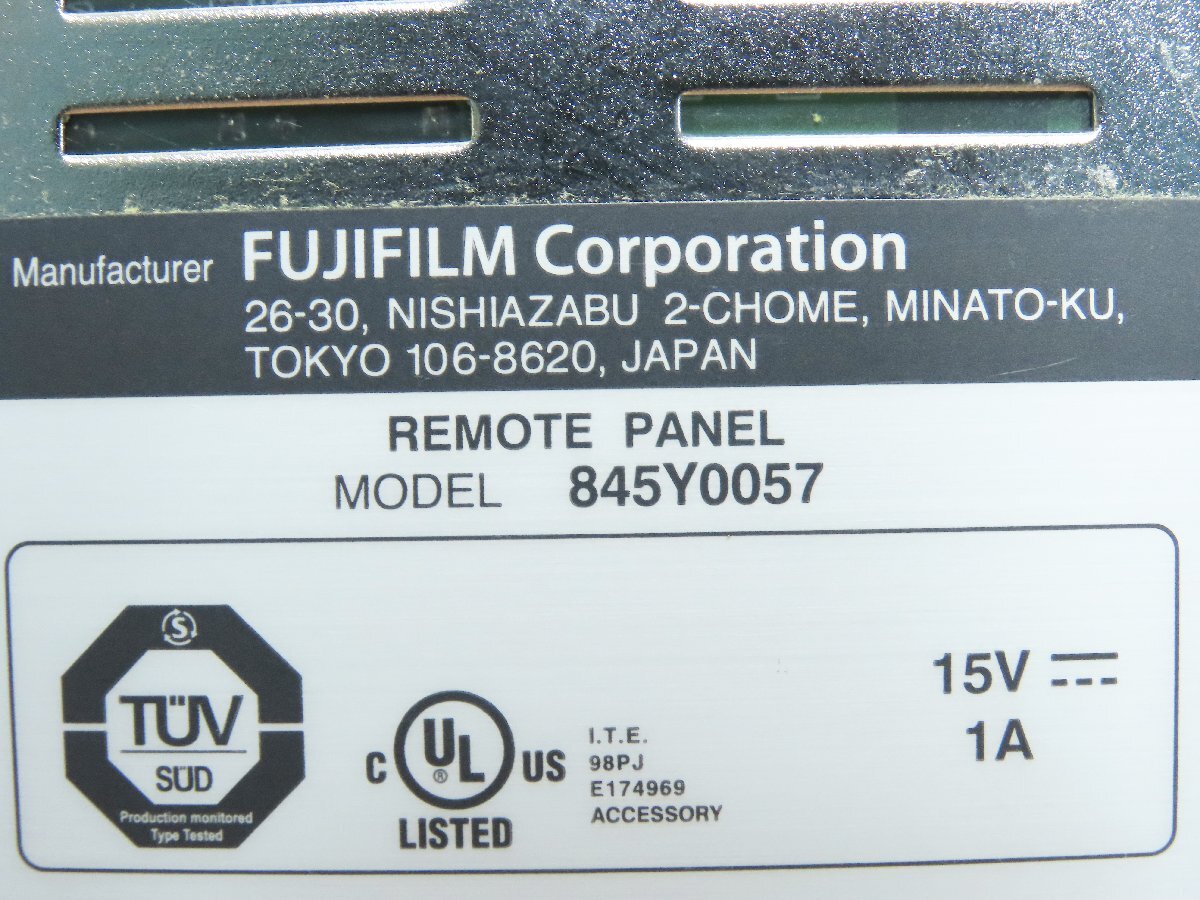 Manufacturer FUJIFILM Corporation
26-30, NISHIAZABU 2-CHOME, MINATO-KU,
TOKYO 106-8620, JAPAN
REMOTE PANEL
MODEL 845Y0057
S
TÜV
SÜD
Production monitored
Type Tested
C UL ® US
LISTED
I.T.E.
98PJ
E174969
ACCESSORY
15V
1A